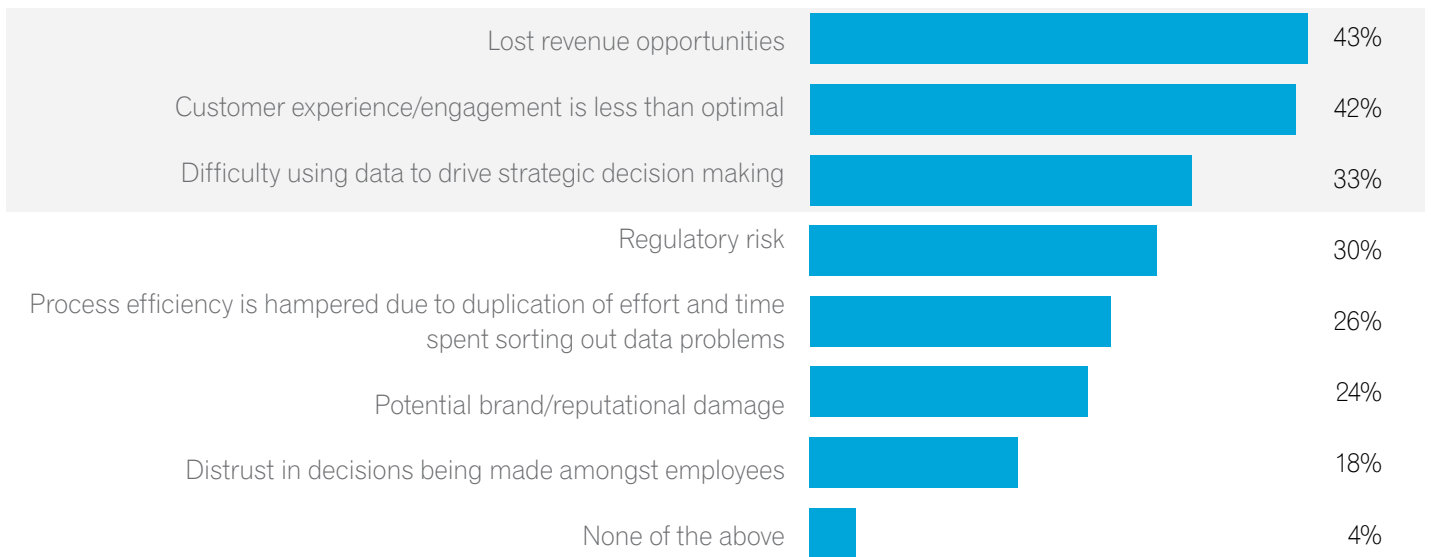 Lost revenue opportunities 43%
Customer experience/engagement is less than optimal 42%
Difficulty using data to drive strategic decision making 33%
Regulatory risk 30%
Process efficiency is hampered due to duplication of effort and time
spent sorting out data problems 26%
Potential brand/reputational damage 24%
Distrust in decisions being made amongst employees 18%
None of the above 4%